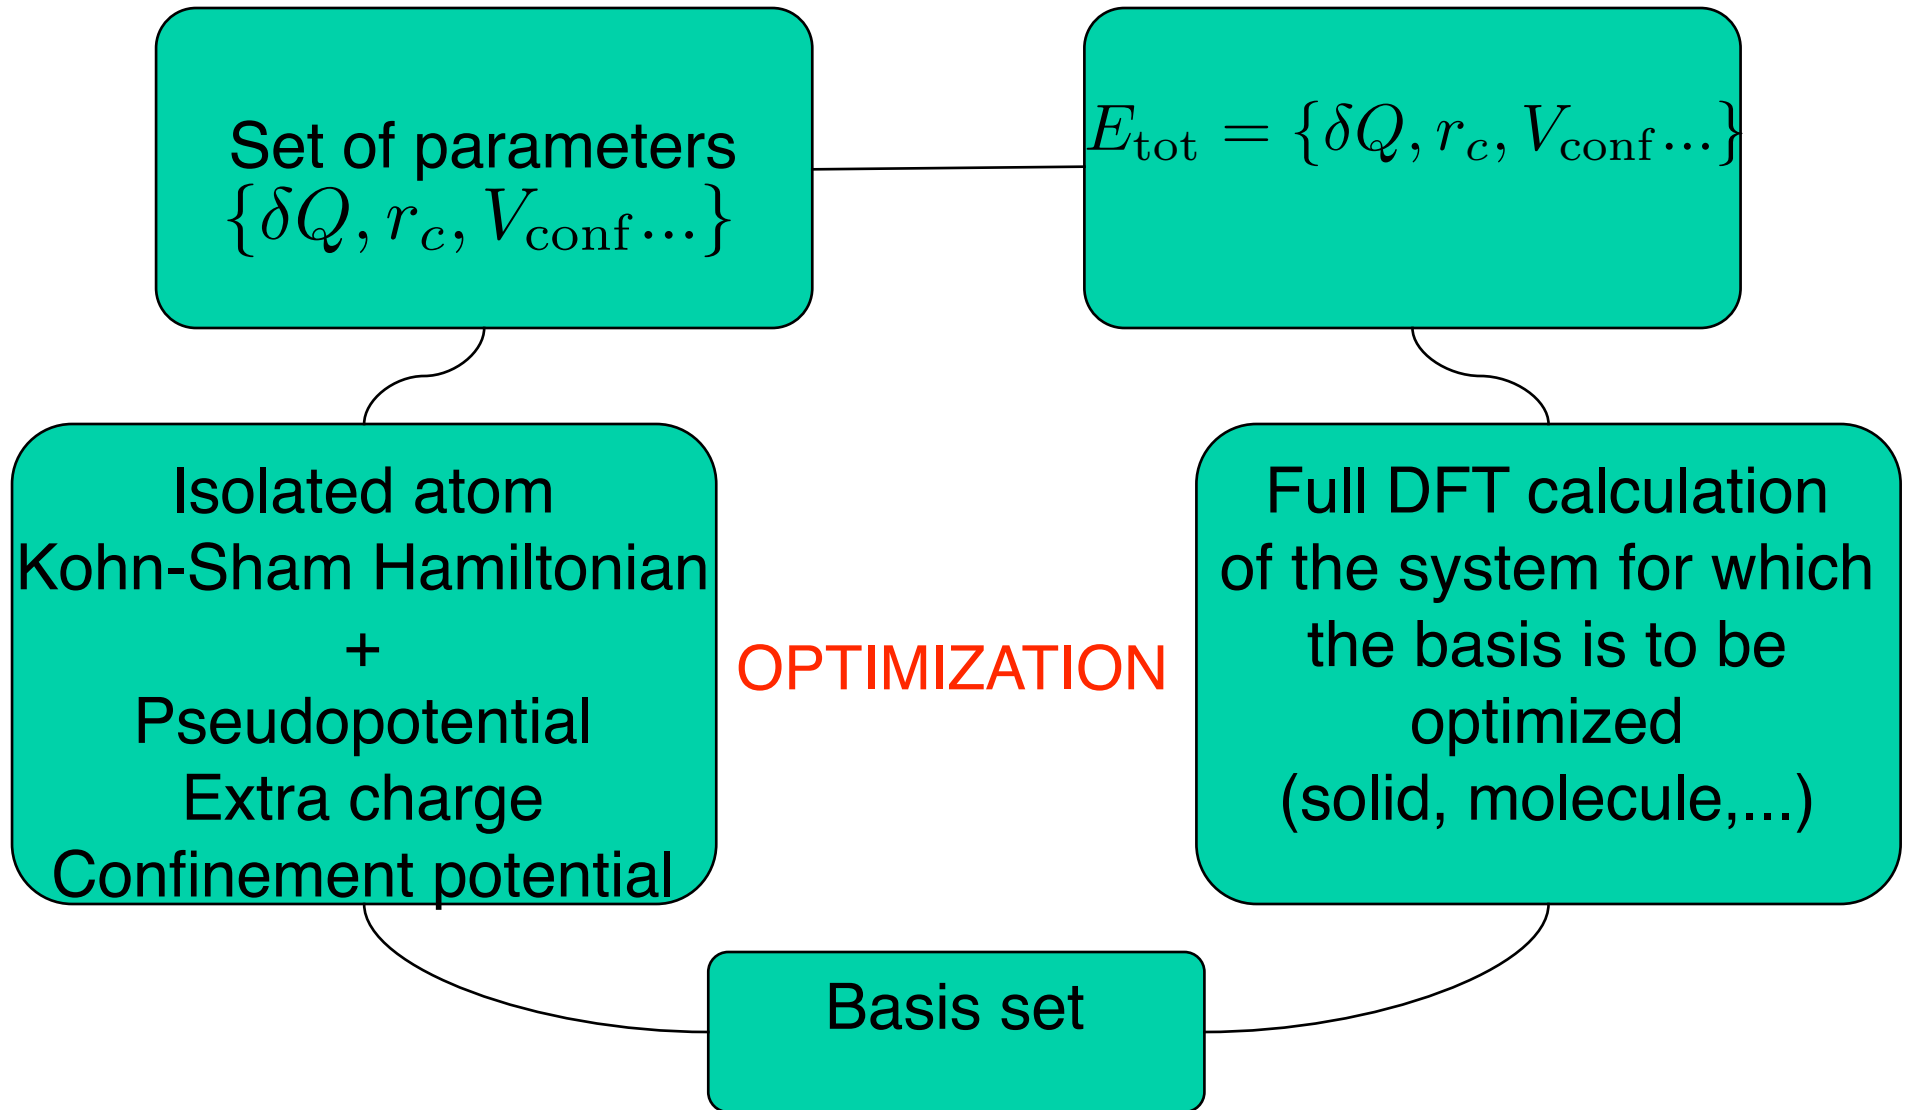 Set of parameters
{δQ, r_c, V_conf...}
E_tot = {δQ, r_c, V_conf...}
Isolated atom
Kohn-Sham Hamiltonian
+
Pseudopotential
Extra charge
Confinement potential
OPTIMIZATION
Full DFT calculation
of the system for which
the basis is to be
optimized
(solid, molecule,...)
Basis set